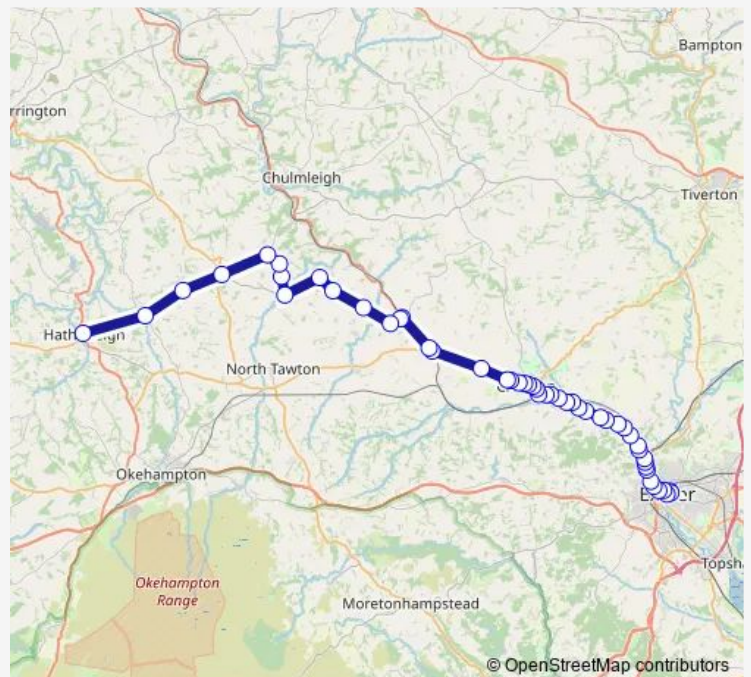 Bampton
rrington
Chulmleigh
Tiverton
North Tawton
Okehampton
Okehampton
Range
Moretonhampstead
Topsh
© OpenStreetMap contributors